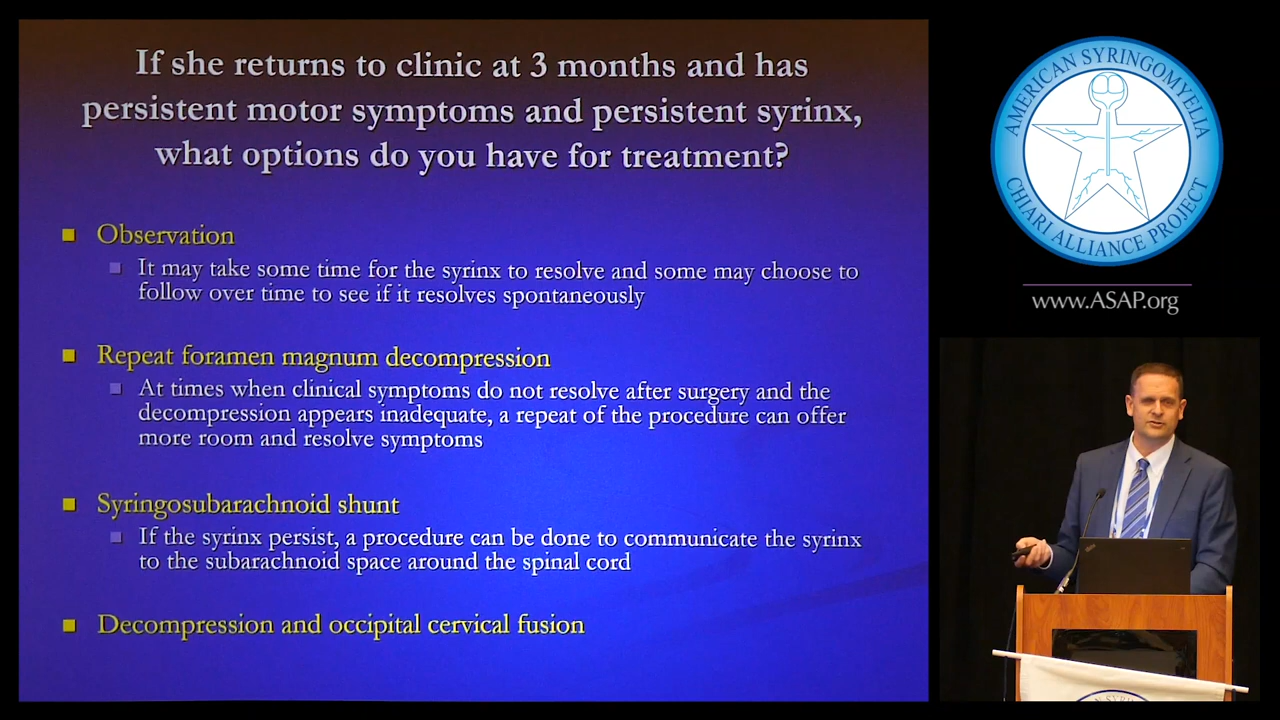 If she returns to clinic at 3 months and has
persistent motor symptoms and persistent syrinx,
what options do you have for treatment?
Observation
It may take some time for the syrinx to resolve and some may choose to
follow over time to see if it resolves spontaneously
Repeat foramen magnum decompression
At times when clinical symptoms do not resolve after surgery and the
decompression appears inadequate, a repeat of the procedure can offer
more room and resolve symptoms
Syringosubarachnoid shunt
If the syrinx persist, a procedure can be done to communicate the syrinx
to the subarachnoid space around the spinal cord
Decompression and occipital cervical fusion
AMERICAN SYRINGOMYELIA
CHIARI ALLIANCE PROJECT
www.ASAP.org